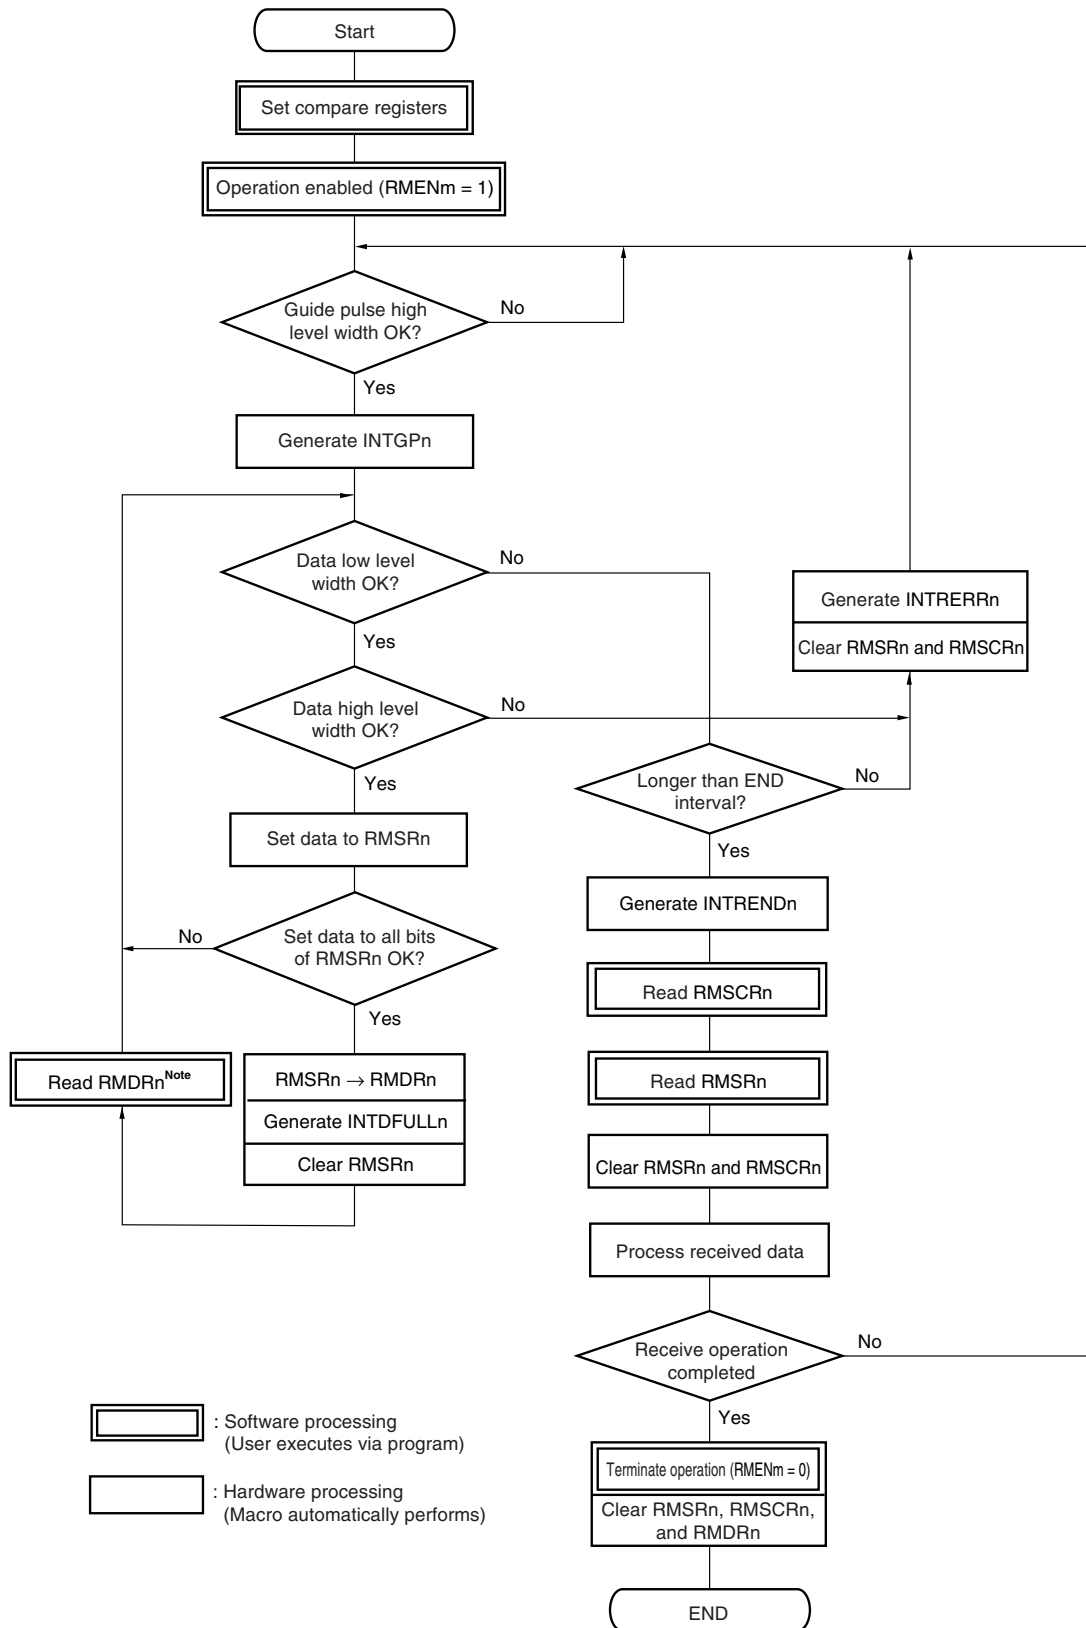 Start
Set compare registers
Operation enabled (RMENm = 1)
Guide pulse high
level width OK?
No
Yes
Generate INTGPn
Data low level
width OK?
No
Yes
Generate INTRERRn
Clear RMSRn and RMSCRn
Data high level
width OK?
No
Yes
Longer than END
interval?
No
Yes
Set data to RMSRn
Generate INTRENDn
Set data to all bits
of RMSRn OK?
No
Yes
Read RMSCRn
Read RMDRnNote
RMSRn → RMDRn
Generate INTDFULLn
Clear RMSRn
Read RMSRn
Clear RMSRn and RMSCRn
Process received data
Receive operation
completed
No
Yes
: Software processing
(User executes via program)
: Hardware processing
(Macro automatically performs)
Terminate operation (RMENm = 0)
Clear RMSRn, RMSCRn,
and RMDRn
END